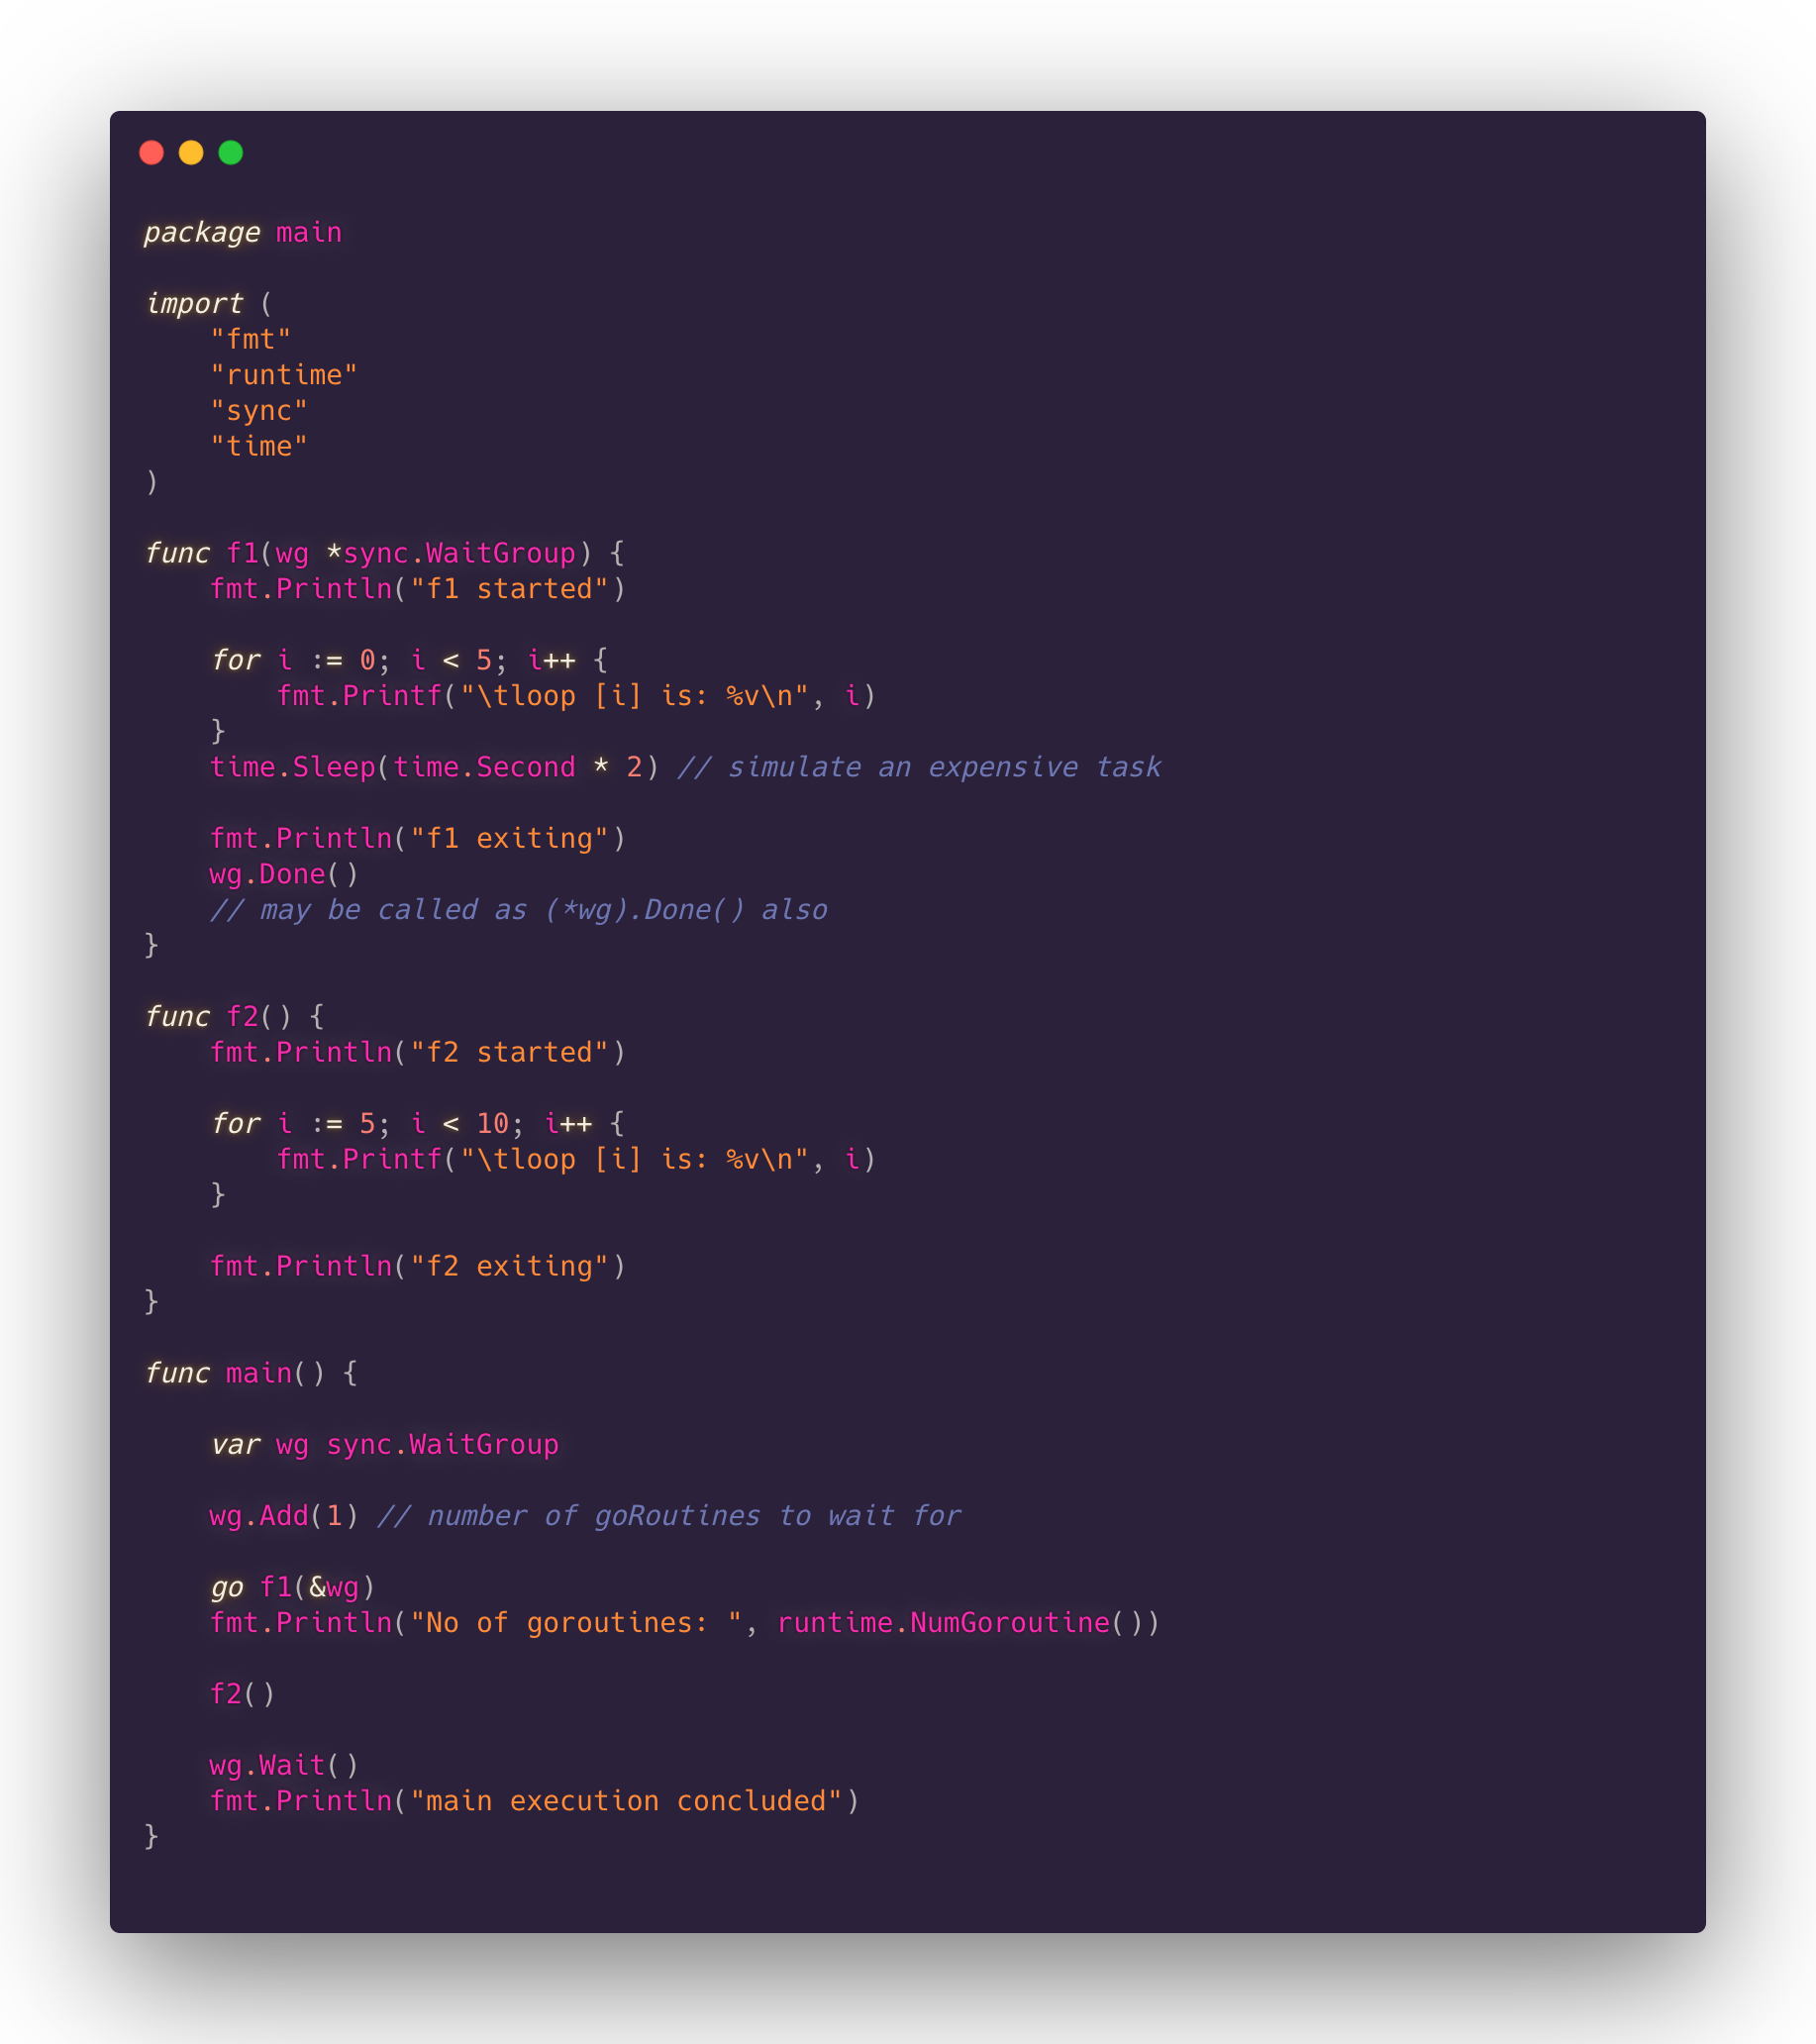 package main

import (
    "fmt"
    "runtime"
    "sync"
    "time"
)

func f1(wg *sync.WaitGroup) {
    fmt.Println("f1 started")

    for i := 0; i < 5; i++ {
        fmt.Printf("\tloop [i] is: %v\n", i)
    }
    time.Sleep(time.Second * 2) // simulate an expensive task

    fmt.Println("f1 exiting")
    wg.Done()
    // may be called as (*wg).Done() also
}

func f2() {
    fmt.Println("f2 started")

    for i := 5; i < 10; i++ {
        fmt.Printf("\tloop [i] is: %v\n", i)
    }

    fmt.Println("f2 exiting")
}

func main() {

    var wg sync.WaitGroup

    wg.Add(1) // number of goRoutines to wait for

    go f1(&wg)
    fmt.Println("No of goroutines: ", runtime.NumGoroutine())

    f2()

    wg.Wait()
    fmt.Println("main execution concluded")
}